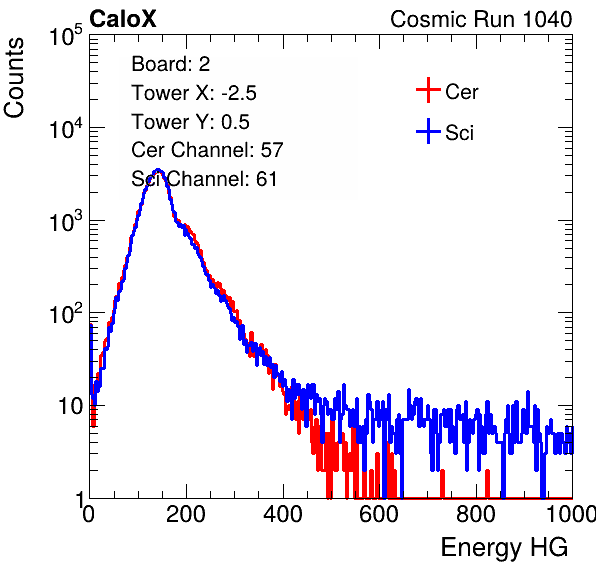 CaloX Cosmic Run 1040
Counts
Board: 2
Tower X: -2.5
Tower Y: 0.5
Cer Channel: 57
Sci Channel: 61
Cer
Sci
10^5
10^4
10^3
10^2
10
1
0 200 400 600 800 1000
Energy HG